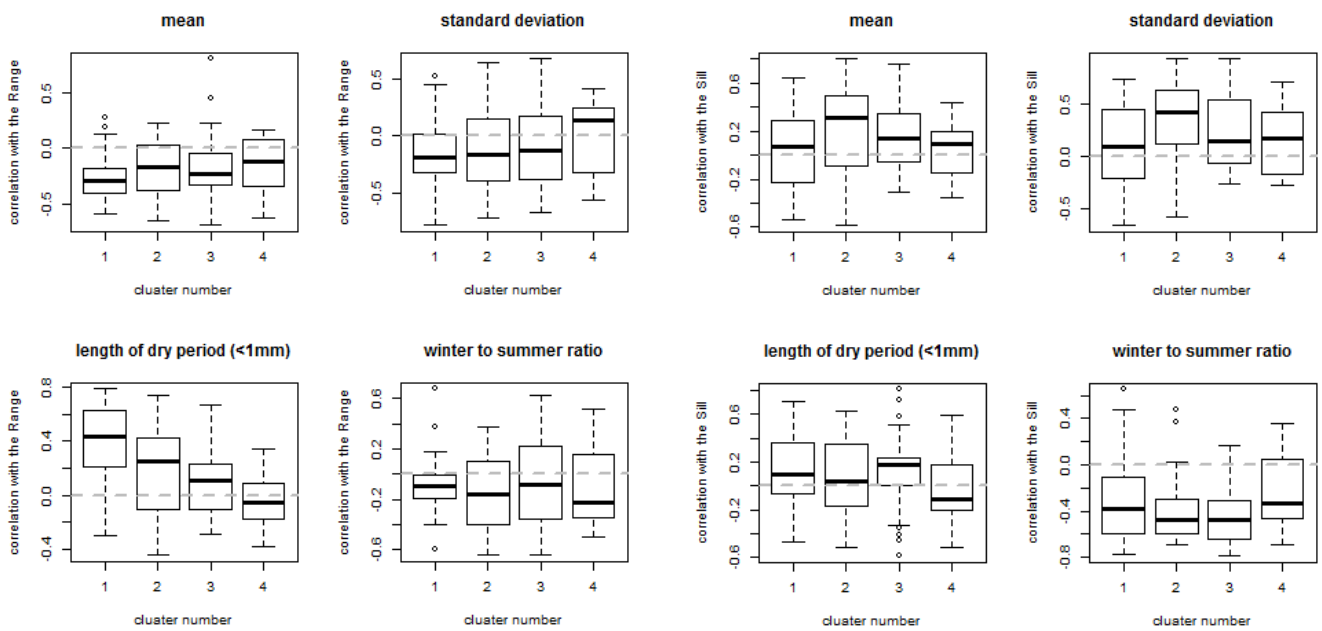 mean
standard deviation
mean
standard deviation
correlation with the Range
0.5
0.0
-0.5
1 2 3 4
cluater number
correlation with the Range
0.5
0.0
-0.5
1 2 3 4
cluater number
correlation with the Sill
0.6
0.2
-0.2
-0.6
1 2 3 4
cluater number
correlation with the Sill
0.5
0.0
-0.5
1 2 3 4
cluater number
length of dry period (<1mm)
winter to summer ratio
length of dry period (<1mm)
winter to summer ratio
correlation with the Range
0.8
0.4
0.0
-0.4
1 2 3 4
cluster number
correlation with the Range
0.6
0.2
-0.2
-0.6
1 2 3 4
cluster number
correlation with the Sill
0.6
0.2
-0.2
-0.6
1 2 3 4
cluster number
correlation with the Sill
0.4
0.0
-0.4
-0.8
1 2 3 4
cluster number